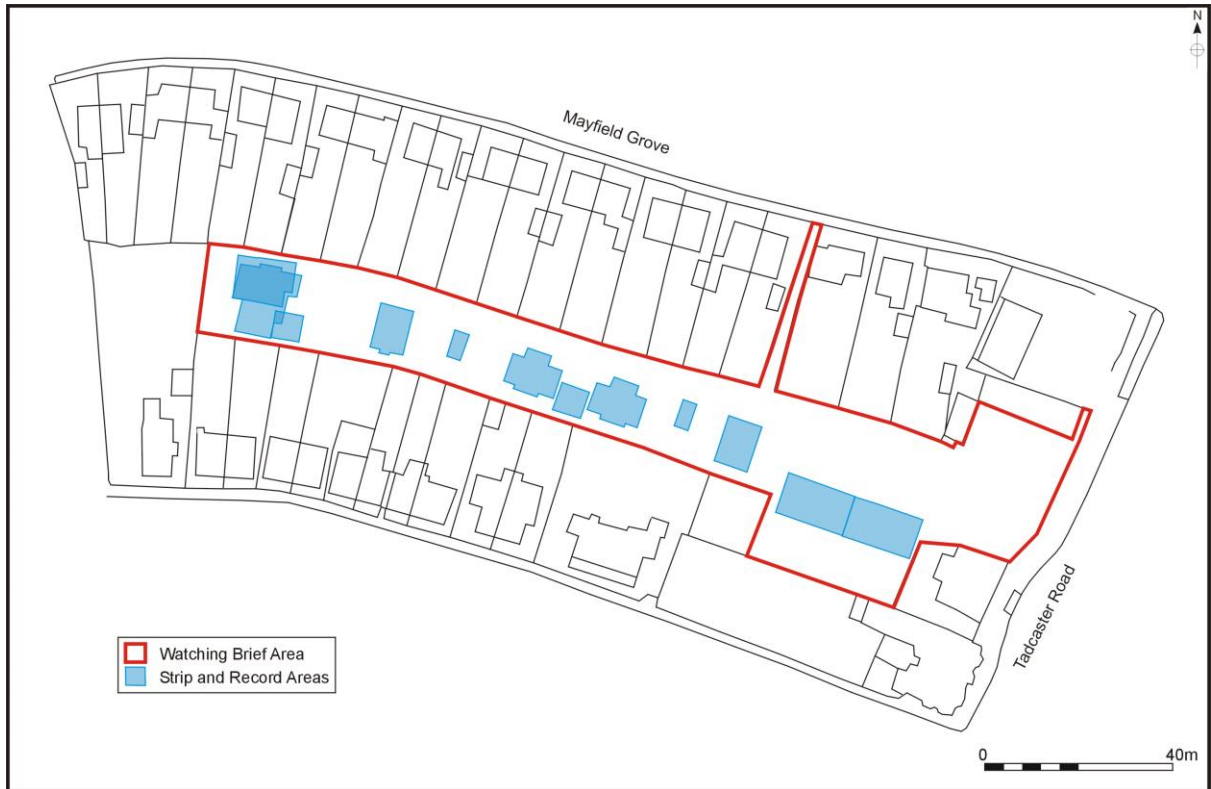 N
Mayfield Grove
Tadcaster Road
Watching Brief Area
Strip and Record Areas
0 40m